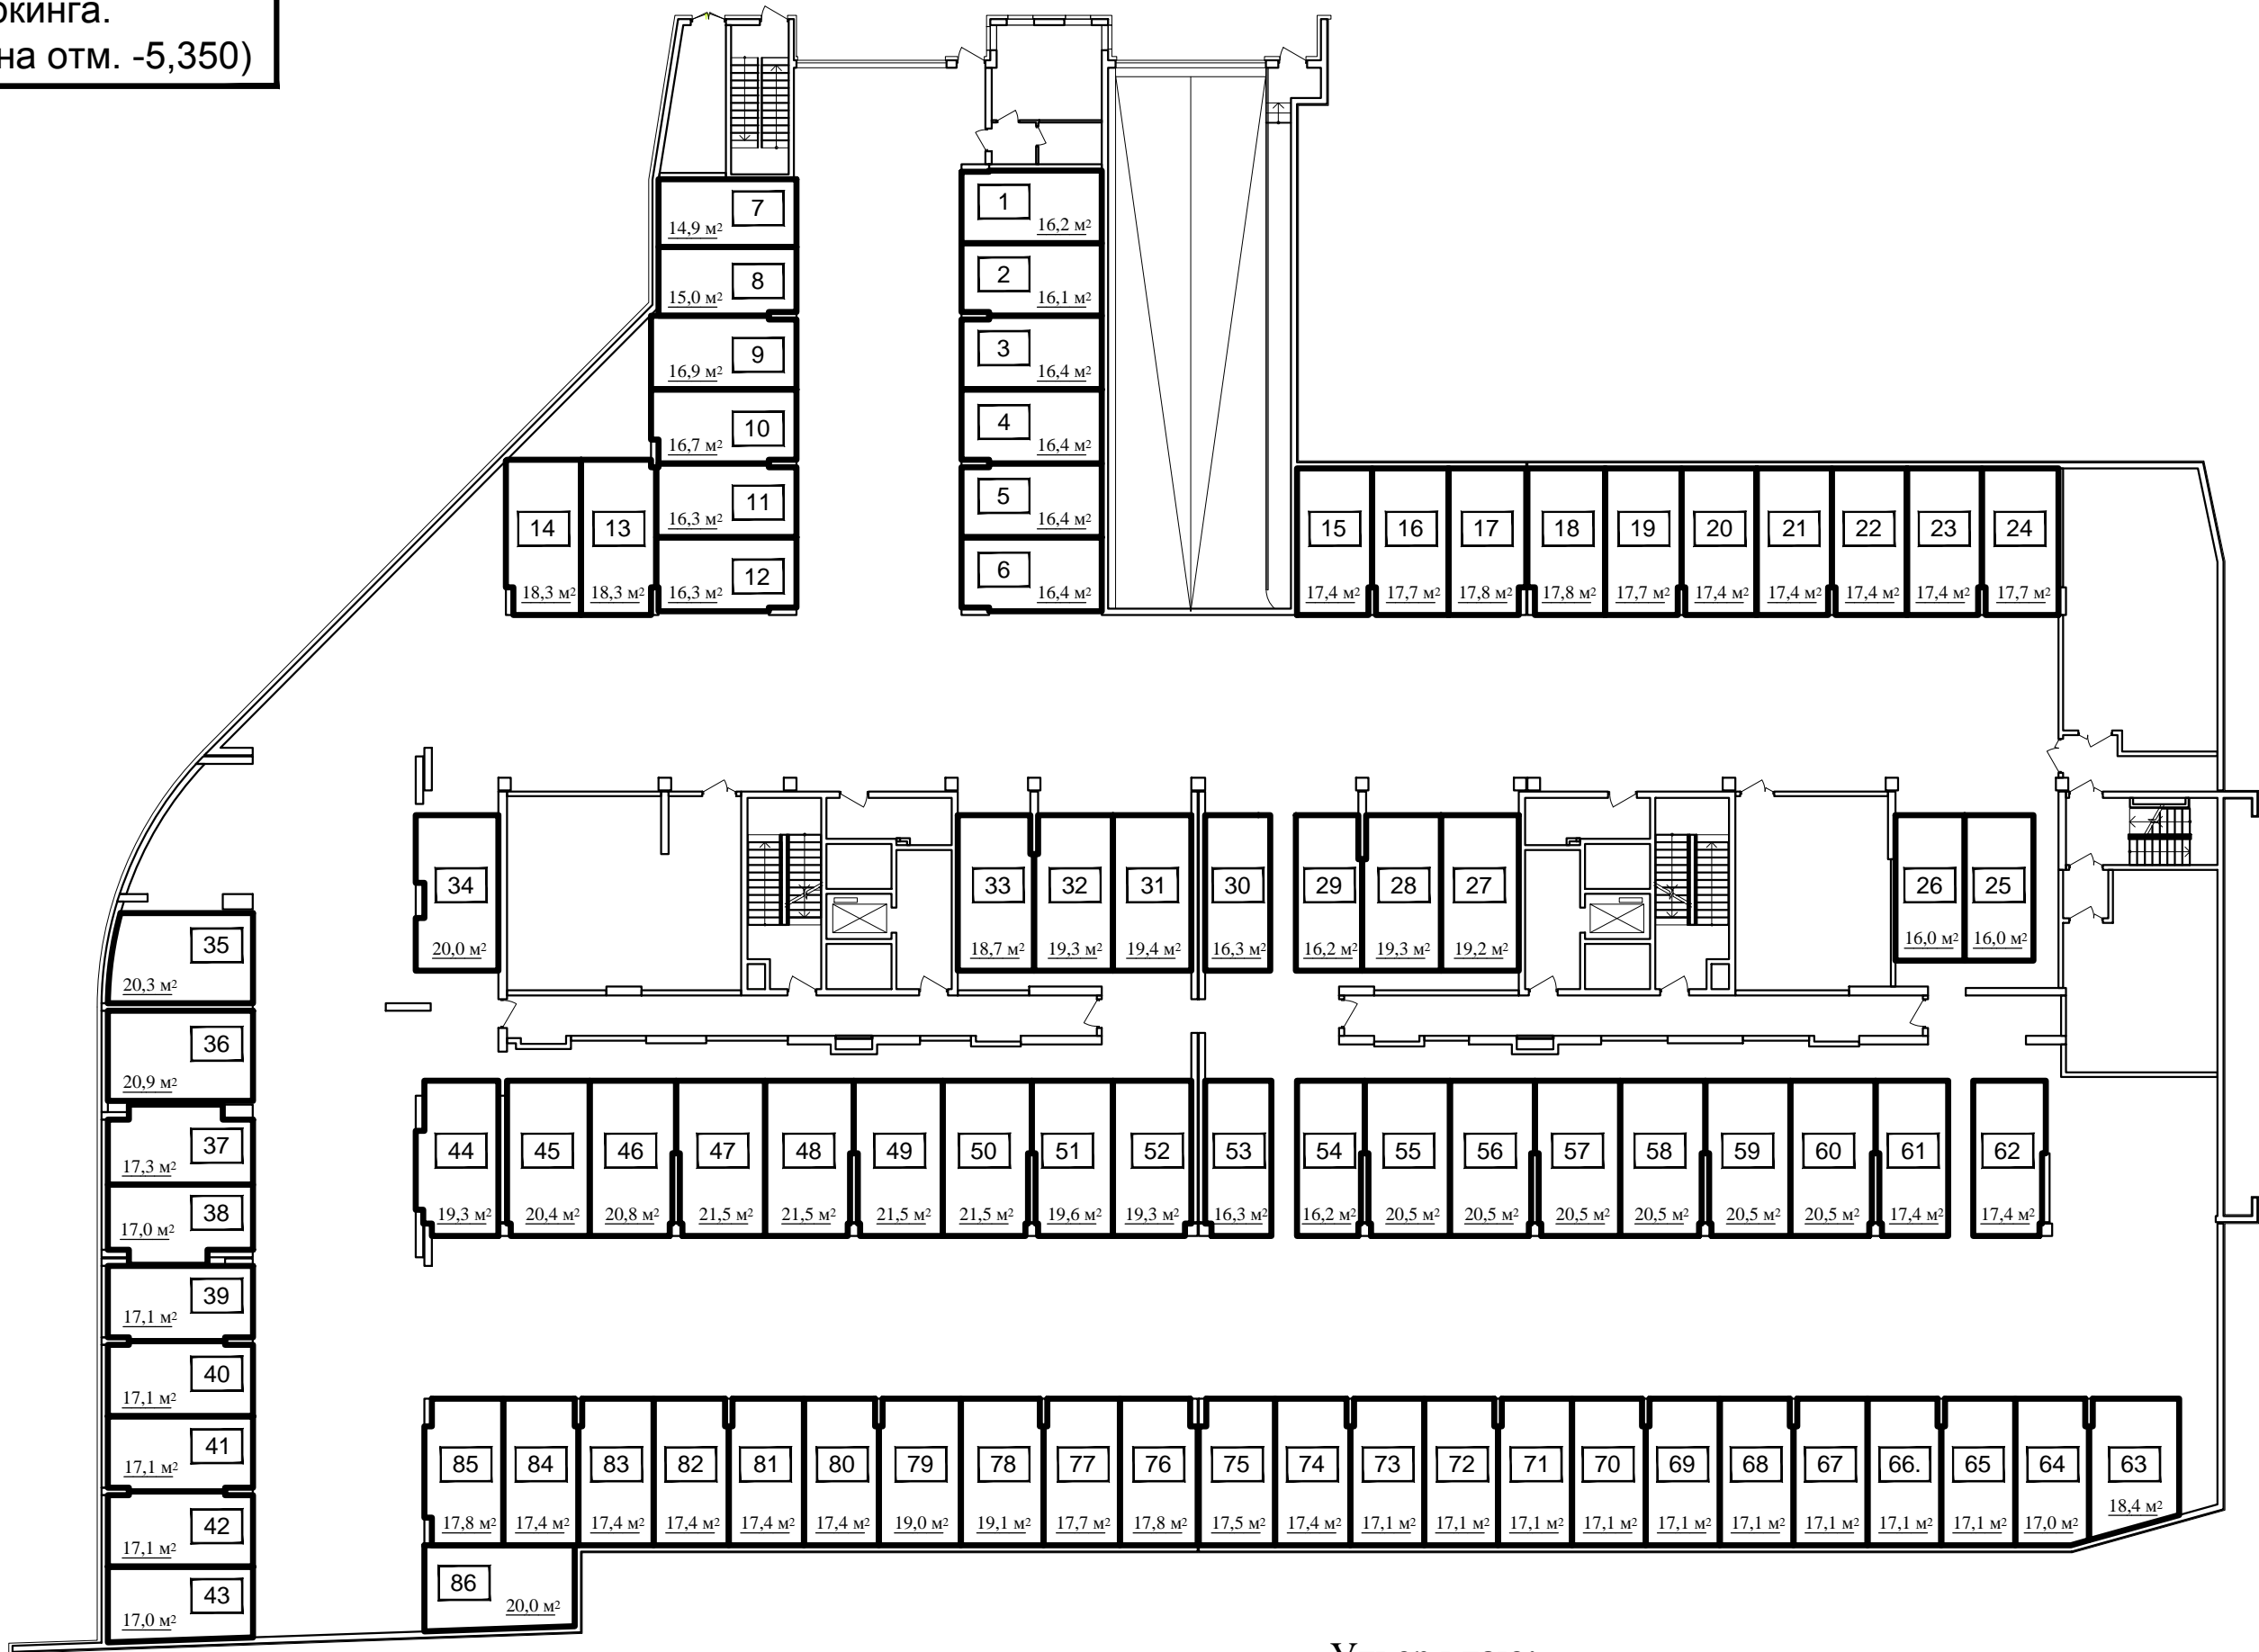 на отм. -5,350)
7
14,9 м²
1
16,2 м²
8
15,0 м²
2
16,1 м²
9
16,9 м²
3
16,4 м²
10
16,7 м²
4
16,4 м²
11
16,3 м²
5
16,4 м²
12
16,3 м²
6
16,4 м²
14 13
18,3 м² 18,3 м²
15 16 17 18 19 20 21 22 23 24
17,4 м² 17,7 м² 17,8 м² 17,8 м² 17,7 м² 17,4 м² 17,4 м² 17,4 м² 17,4 м² 17,7 м²
34 33 32 31 30 29 28 27 26 25
20,0 м² 18,7 м² 19,3 м² 19,4 м² 16,3 м² 16,2 м² 19,3 м² 19,2 м² 16,0 м² 16,0 м²
35
20,3 м²
36
20,9 м²
37
17,3 м²
38
17,0 м²
39
17,1 м²
40
17,1 м²
41
17,1 м²
42
17,1 м²
43
17,0 м²
44 45 46 47 48 49 50 51 52 53 54 55 56 57 58 59 60 61 62
19,3 м² 20,4 м² 20,8 м² 21,5 м² 21,5 м² 21,5 м² 21,5 м² 19,6 м² 19,3 м² 16,3 м² 16,2 м² 20,5 м² 20,5 м² 20,5 м² 20,5 м² 20,5 м² 20,5 м² 17,4 м² 17,4 м²
85 84 83 82 81 80 79 78 77 76 75 74 73 72 71 70 69 68 67 66. 65 64 63
17,8 м² 17,4 м² 17,4 м² 17,4 м² 17,4 м² 17,4 м² 19,0 м² 19,1 м² 17,7 м² 17,8 м² 17,5 м² 17,4 м² 17,1 м² 17,1 м² 17,1 м² 17,1 м² 17,1 м² 17,1 м² 17,1 м² 17,1 м² 17,1 м² 17,0 м² 18,4 м²
86
20,0 м²